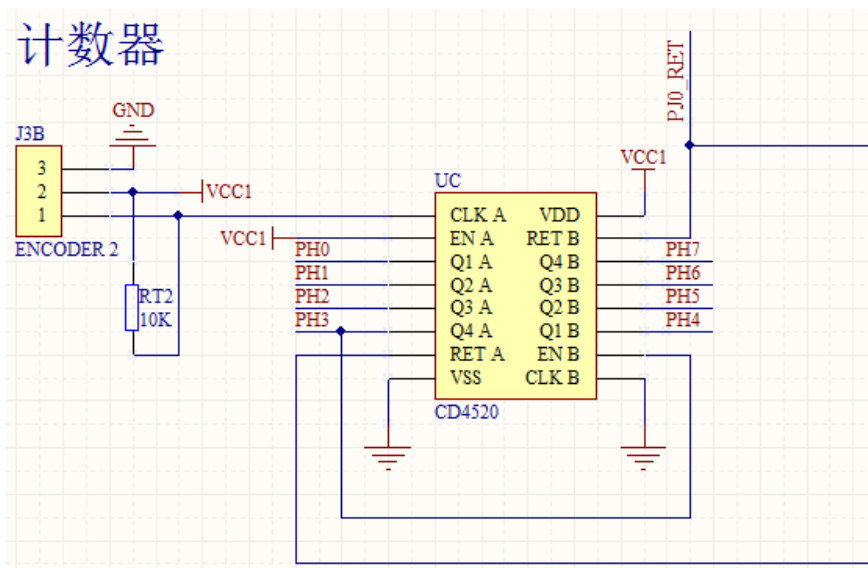 计数器
GND
J3B
3
2
1
ENCODER 2
VCC1
VCC1
RT2
10K
PH0
PH1
PH2
PH3
UC
CLK A
EN A
Q1 A
Q2 A
Q3 A
Q4 A
RET A
VSS
VDD
RET B
Q4 B
Q3 B
Q2 B
Q1 B
EN B
CLK B
CD4520
VCC1
PJ0_RET
PH7
PH6
PH5
PH4